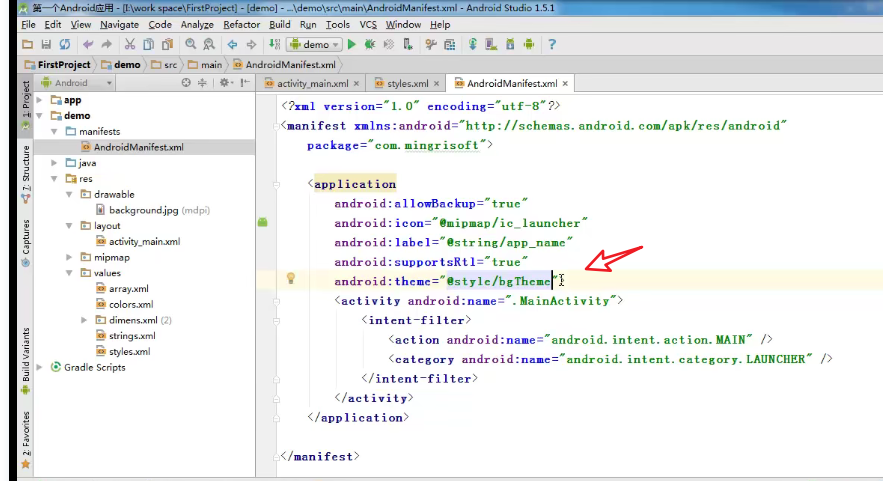 第一个Android应用 - [I:\work space\FirstProject] - [demo] - ...\demo\src\main\AndroidManifest.xml - Android Studio 1.5.1
File Edit View Navigate Code Analyze Refactor Build Run Tools VCS Window Help
demo
FirstProject demo src main AndroidManifest.xml
Android
activity_main.xml × styles.xml × AndroidManifest.xml ×
1: Project
7: Structure
Captures
Build Variants
2: Favorites
app
demo
manifests
AndroidManifest.xml
java
res
drawable
background.jpg (mdpi)
layout
activity_main.xml
mipmap
values
array.xml
colors.xml
dimens.xml (2)
strings.xml
styles.xml
Gradle Scripts
<?xml version="1.0" encoding="utf-8"?>
<manifest xmlns:android="http://schemas.android.com/apk/res/android"
package="com.mingrisoft">
<application
android:allowBackup="true"
android:icon="@mipmap/ic_launcher"
android:label="@string/app_name"
android:supportsRtl="true"
android:theme="@style/bgTheme">
<activity android:name=".MainActivity">
<intent-filter>
<action android:name="android.intent.action.MAIN" />
<category android:name="android.intent.category.LAUNCHER" />
</intent-filter>
</activity>
</application>
</manifest>